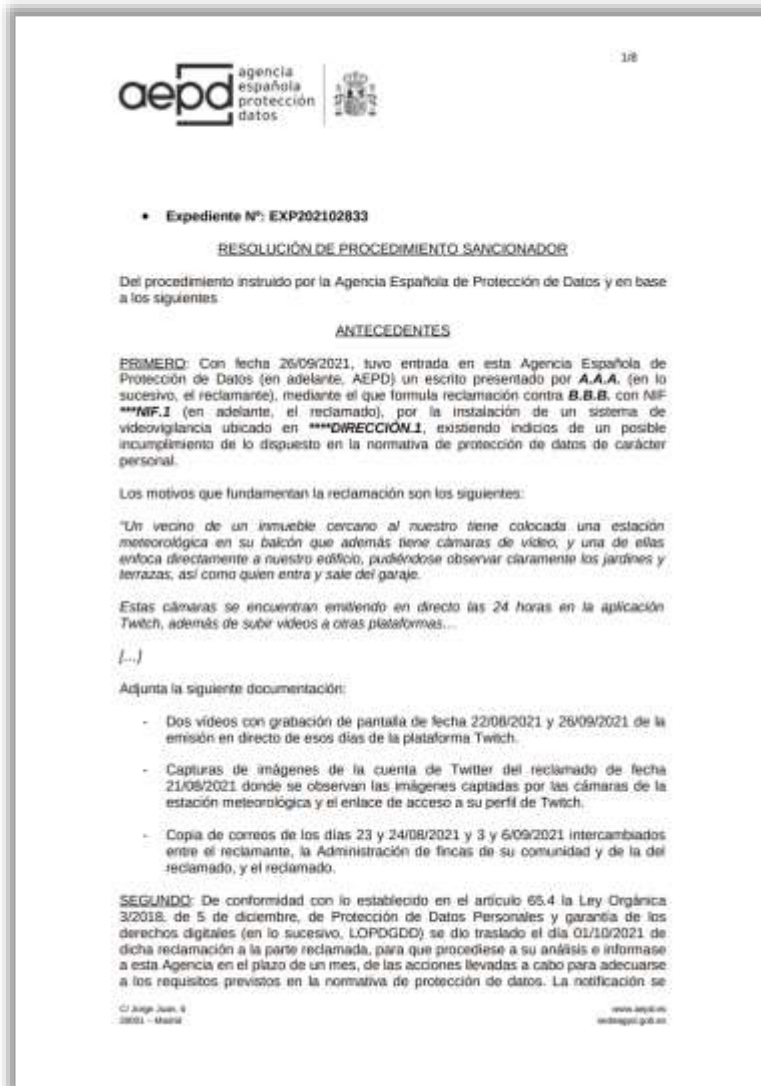 1/8
aepd
agencia
española
protección
datos
• Expediente Nº: EXP202102833
RESOLUCIÓN DE PROCEDIMIENTO SANCIONADOR
Del procedimiento instruido por la Agencia Española de Protección de Datos y en base
a los siguientes
ANTECEDENTES
PRIMERO: Con fecha 26/09/2021, tuvo entrada en esta Agencia Española de
Protección de Datos (en adelante, AEPD) un escrito presentado por A.A.A. (en lo
sucesivo, el reclamante), mediante el que formula reclamación contra B.B.B. con NIF
***NIF.1 (en adelante, el reclamado), por la instalación de un sistema de
videovigilancia ubicado en ****DIRECCIÓN.1, existiendo indicios de un posible
incumplimiento de lo dispuesto en la normativa de protección de datos de carácter
personal.
Los motivos que fundamentan la reclamación son los siguientes:
"Un vecino de un inmueble cercano al nuestro tiene colocada una estación
meteorológica en su balcón que además tiene cámaras de vídeo, y una de ellas
enfoca directamente a nuestro edificio, pudiéndose observar claramente los jardines y
terrazas, así como quien entra y sale del garaje.
Estas cámaras se encuentran emitiendo en directo las 24 horas en la aplicación
Twitch, además de subir videos a otras plataformas…
[…]
Adjunta la siguiente documentación:
- Dos vídeos con grabación de pantalla de fecha 22/08/2021 y 26/09/2021 de la
emisión en directo de esos días de la plataforma Twitch.
- Capturas de imágenes de la cuenta de Twitter del reclamado de fecha
21/08/2021 donde se observan las imágenes captadas por las cámaras de la
estación meteorológica y el enlace de acceso a su perfil de Twitch.
- Copia de correos de los días 23 y 24/08/2021 y 3 y 6/09/2021 intercambiados
entre el reclamante, la Administración de fincas de su comunidad y de la del
reclamado, y el reclamado.
SEGUNDO: De conformidad con lo establecido en el artículo 65.4 la Ley Orgánica
3/2018, de 5 de diciembre, de Protección de Datos Personales y garantía de los
derechos digitales (en lo sucesivo, LOPDGDD) se dio traslado el día 01/10/2021 de
dicha reclamación a la parte reclamada, para que procediese a su análisis e informase
a esta Agencia en el plazo de un mes, de las acciones llevadas a cabo para adecuarse
a los requisitos previstos en la normativa de protección de datos. La notificación se
C/ Jorge Juan, 6
28001 – Madrid
www.aepd.es
sedeagpd.gob.es